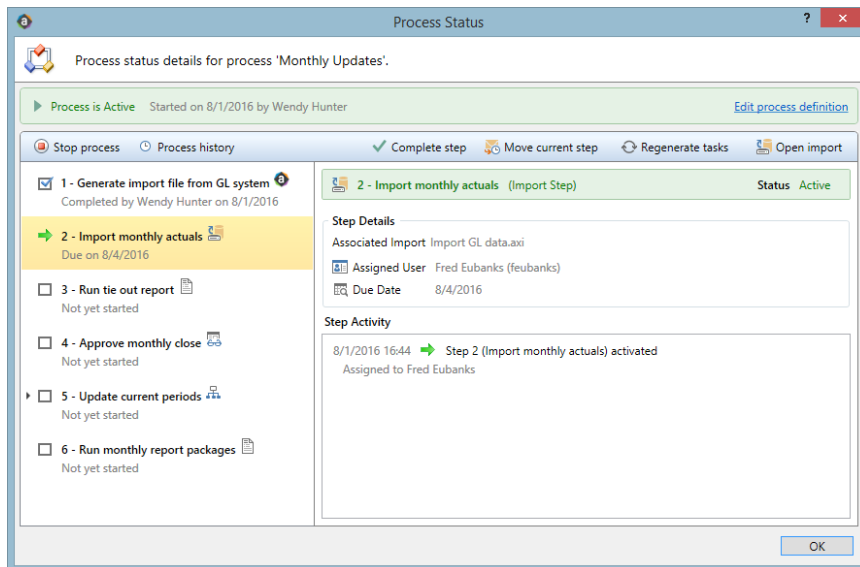 Process Status
?
Process status details for process 'Monthly Updates'.
Process is Active Started on 8/1/2016 by Wendy Hunter Edit process definition
Stop process Process history Complete step Move current step Regenerate tasks Open import
1 - Generate import file from GL system
Completed by Wendy Hunter on 8/1/2016
2 - Import monthly actuals
Due on 8/4/2016
3 - Run tie out report
Not yet started
4 - Approve monthly close
Not yet started
5 - Update current periods
Not yet started
6 - Run monthly report packages
Not yet started
2 - Import monthly actuals (Import Step) Status Active
Step Details
Associated Import Import GL data.axi
Assigned User Fred Eubanks (feubanks)
Due Date 8/4/2016
Step Activity
8/1/2016 16:44 Step 2 (Import monthly actuals) activated
Assigned to Fred Eubanks
OK